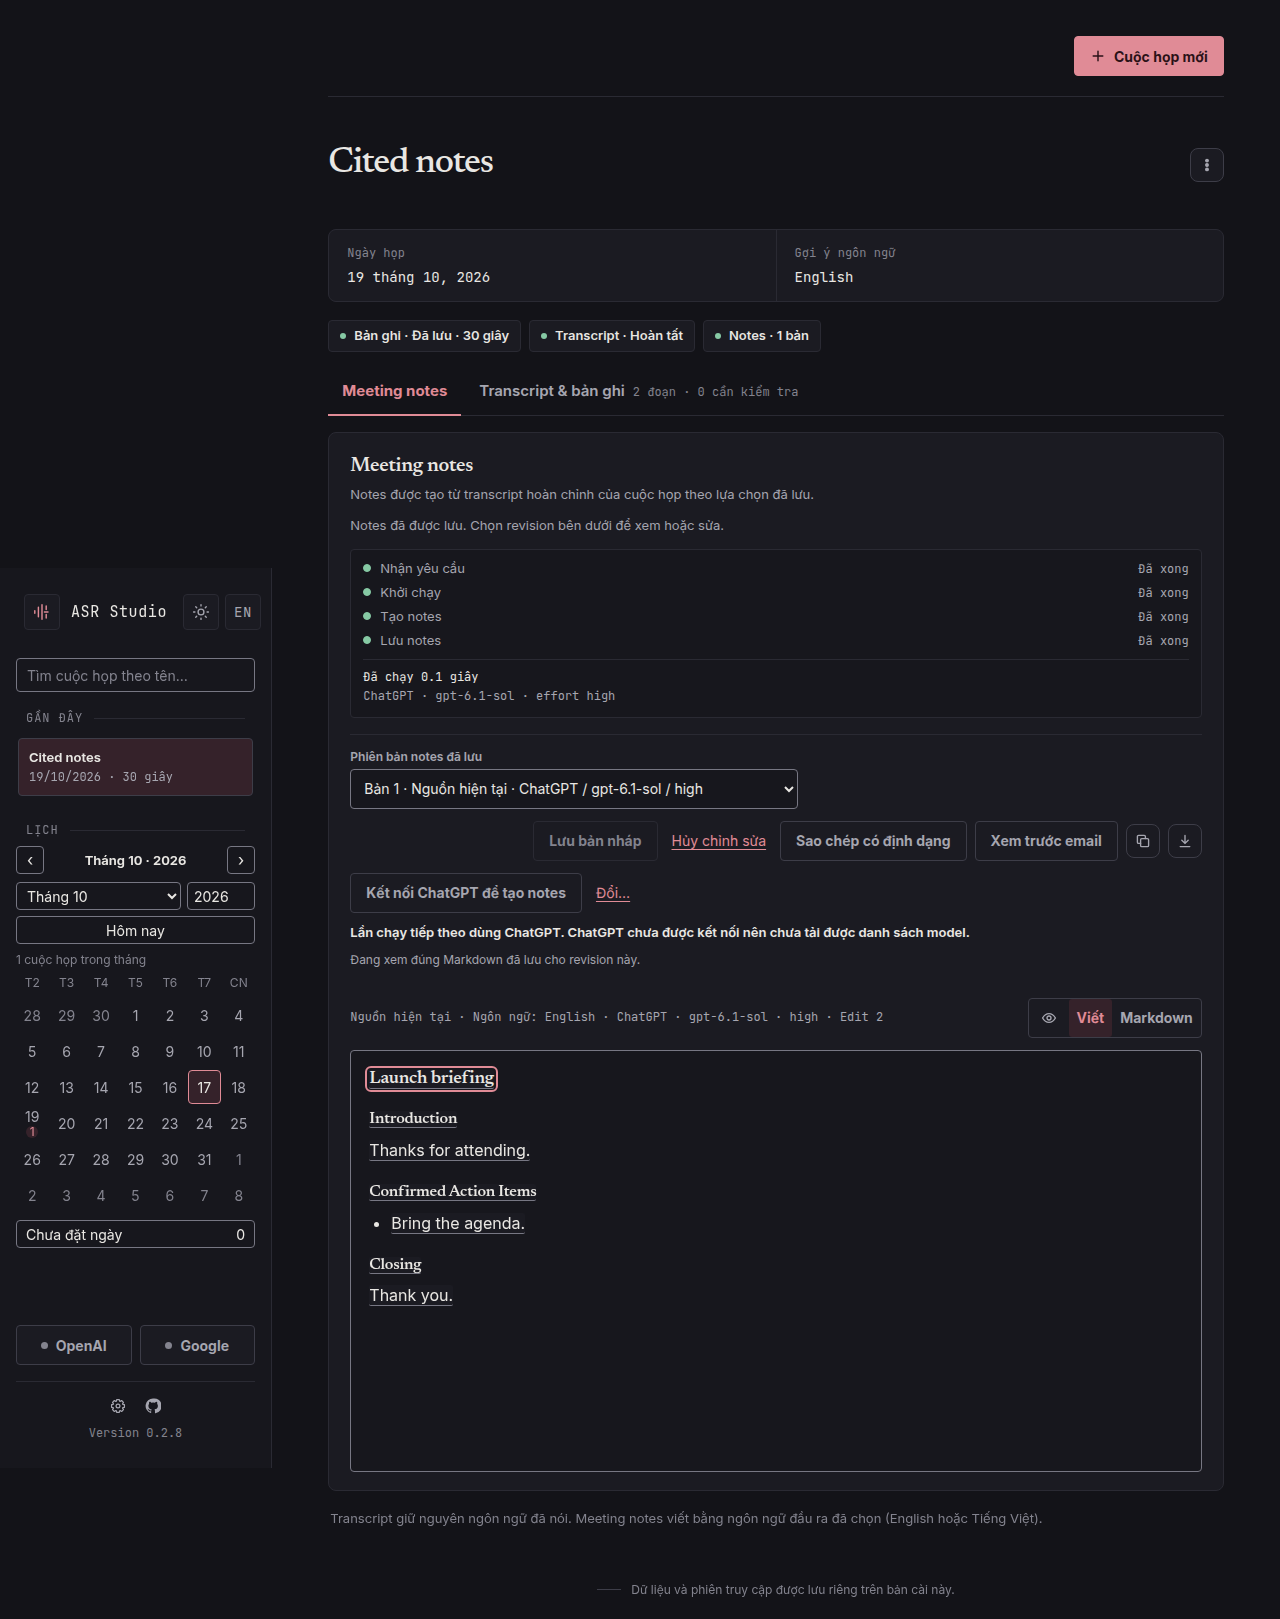 Cuộc họp mới
Cited notes
Ngày họp
19 tháng 10, 2026
Gợi ý ngôn ngữ
English
Bản ghi · Đã lưu · 30 giây
Transcript · Hoàn tất
Notes · 1 bản
Meeting notes
Transcript & bản ghi 2 đoạn · 0 cần kiểm tra
Meeting notes
Notes được tạo từ transcript hoàn chỉnh của cuộc họp theo lựa chọn đã lưu.
Notes đã được lưu. Chọn revision bên dưới để xem hoặc sửa.
Nhận yêu cầu Đã xong
Khởi chạy Đã xong
Tạo notes Đã xong
Lưu notes Đã xong
Đã chạy 0.1 giây
ChatGPT · gpt-6.1-sol · effort high
Phiên bản notes đã lưu
Bản 1 · Nguồn hiện tại · ChatGPT / gpt-6.1-sol / high
Lưu bản nháp
Hủy chỉnh sửa
Sao chép có định dạng
Xem trước email
Kết nối ChatGPT để tạo notes
Đổi...
Lần chạy tiếp theo dùng ChatGPT. ChatGPT chưa được kết nối nên chưa tải được danh sách model.
Đang xem đúng Markdown đã lưu cho revision này.
Nguồn hiện tại · Ngôn ngữ: English · ChatGPT · gpt-6.1-sol · high · Edit 2
Viết
Markdown
Launch briefing
Introduction
Thanks for attending.
Confirmed Action Items
• Bring the agenda.
Closing
Thank you.
Transcript giữ nguyên ngôn ngữ đã nói. Meeting notes viết bằng ngôn ngữ đầu ra đã chọn (English hoặc Tiếng Việt).
Dữ liệu và phiên truy cập được lưu riêng trên bản cài này.
ASR Studio
EN
Tìm cuộc họp theo tên...
GẦN ĐÂY
Cited notes
19/10/2026 · 30 giây
LỊCH
‹ Tháng 10 · 2026 ›
Tháng 10
2026
Hôm nay
1 cuộc họp trong tháng
T2 T3 T4 T5 T6 T7 CN
28 29 30 1 2 3 4
5 6 7 8 9 10 11
12 13 14 15 16 17 18
19 20 21 22 23 24 25
1
26 27 28 29 30 31 1
2 3 4 5 6 7 8
Chưa đặt ngày 0
OpenAI
Google
Version 0.2.8